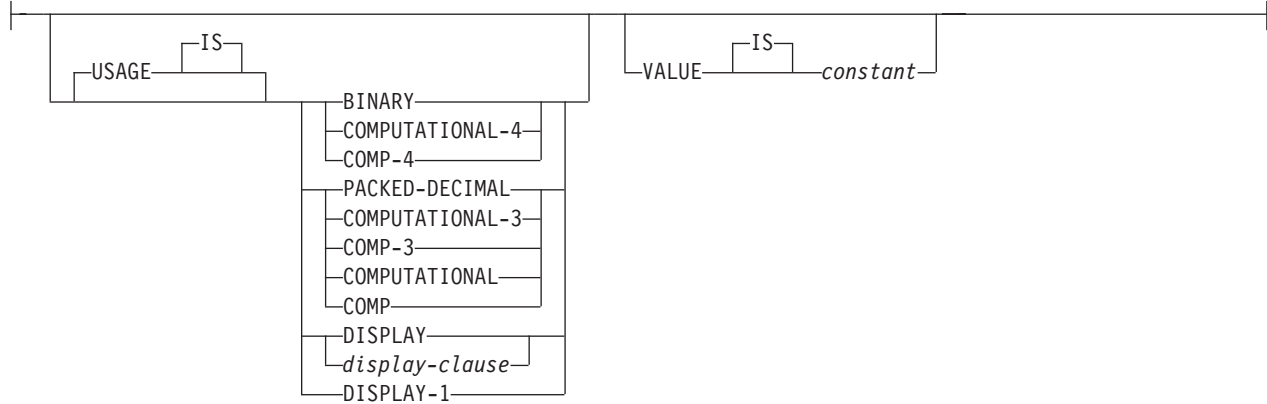 IS IS
USAGE VALUE constant
BINARY
COMPUTATIONAL-4
COMP-4
PACKED-DECIMAL
COMPUTATIONAL-3
COMP-3
COMPUTATIONAL
COMP
DISPLAY
display-clause
DISPLAY-1